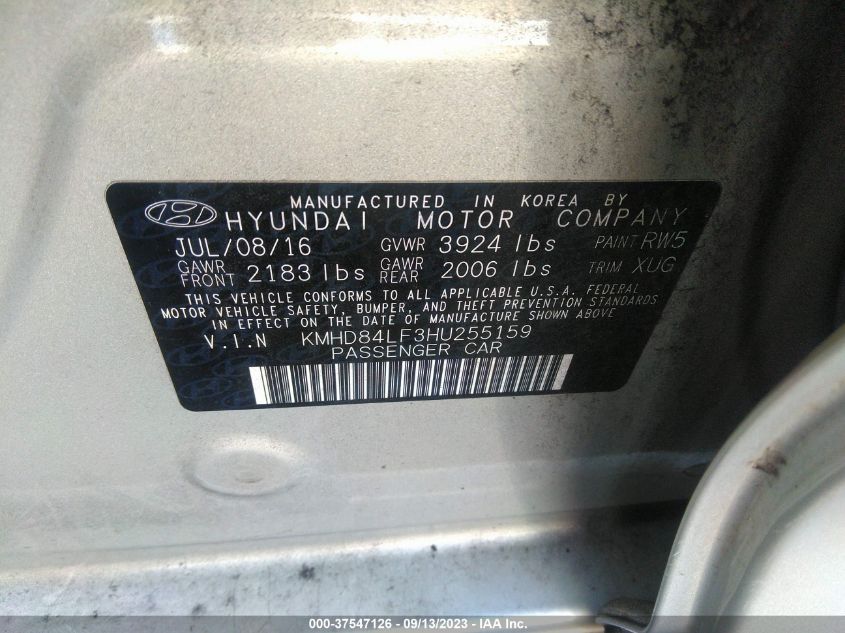 MANUFACTURED IN KOREA BY
HYUNDAI MOTOR COMPANY
JUL/08/16 GVWR 3924 lbs PAINT RW5
GAWR FRONT 2183 lbs GAWR REAR 2006 lbs TRIM XUG
THIS VEHICLE CONFORMS TO ALL APPLICABLE U.S.A. FEDERAL
MOTOR VEHICLE SAFETY, BUMPER, AND THEFT PREVENTION STANDARDS
IN EFFECT ON THE DATE OF MANUFACTURE SHOWN ABOVE.
V.I.N KMHD84LF3HU255159
PASSENGER CAR
000-37547126 - 09/13/2023 - IAA Inc.